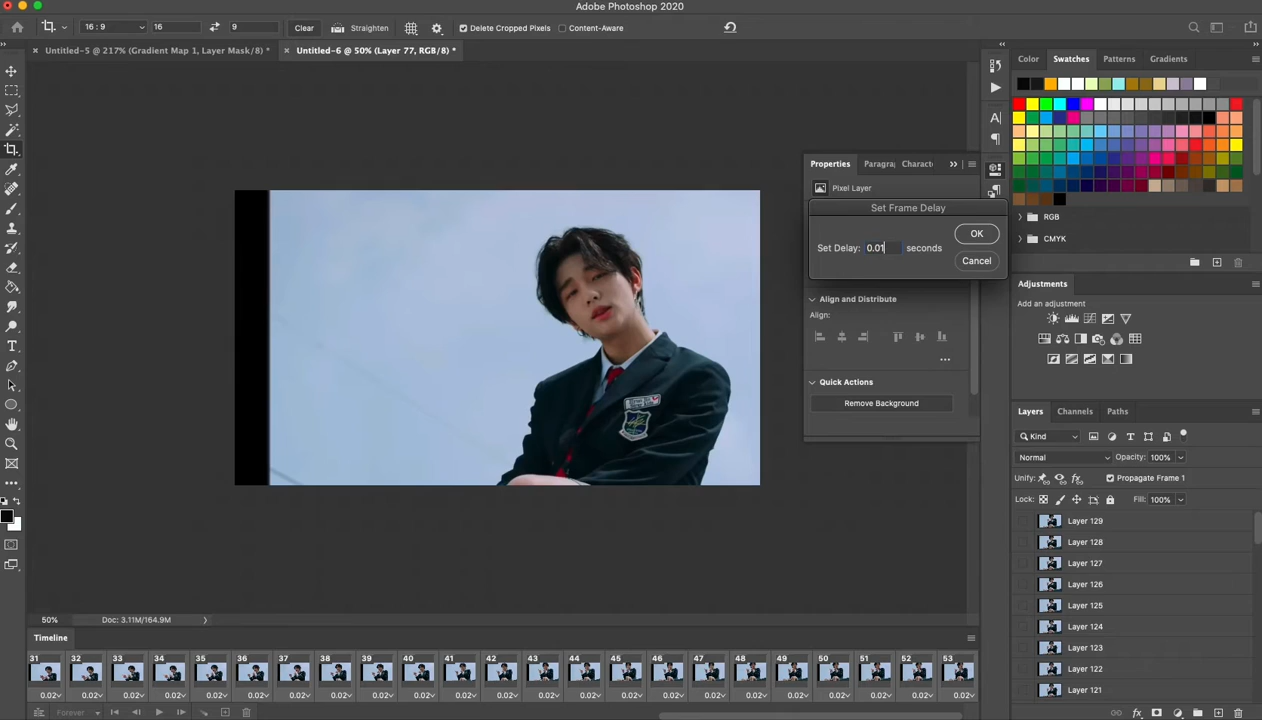 Adobe Photoshop 2020
16 : 9
16
9
Clear
Straighten
Delete Cropped Pixels
Content-Aware
Untitled-5 @ 217% (Gradient Map 1, Layer Mask/8) *
Untitled-6 @ 50% (Layer 77, RGB/8) *
Color
Swatches
Patterns
Gradients
Properties
Paragra
Characte
Pixel Layer
Set Frame Delay
Set Delay: 0.01 seconds
OK
Cancel
Align and Distribute
Align:
Quick Actions
Remove Background
RGB
CMYK
Adjustments
Add an adjustment
Layers
Channels
Paths
Kind
Normal
Opacity: 100%
Unify:
Propagate Frame 1
Lock:
Fill: 100%
Layer 129
Layer 128
Layer 127
Layer 126
Layer 125
Layer 124
Layer 123
Layer 122
Layer 121
50%
Doc: 3.11M/164.9M
Timeline
31 32 33 34 35 36 37 38 39 40 41 42 43 44 45 46 47 48 49 50 51 52 53
0.02 0.02 0.02 0.02 0.02 0.02 0.02 0.02 0.02 0.02 0.02 0.02 0.02 0.02 0.02 0.02 0.02 0.02 0.02 0.02 0.02 0.02 0.02
Forever